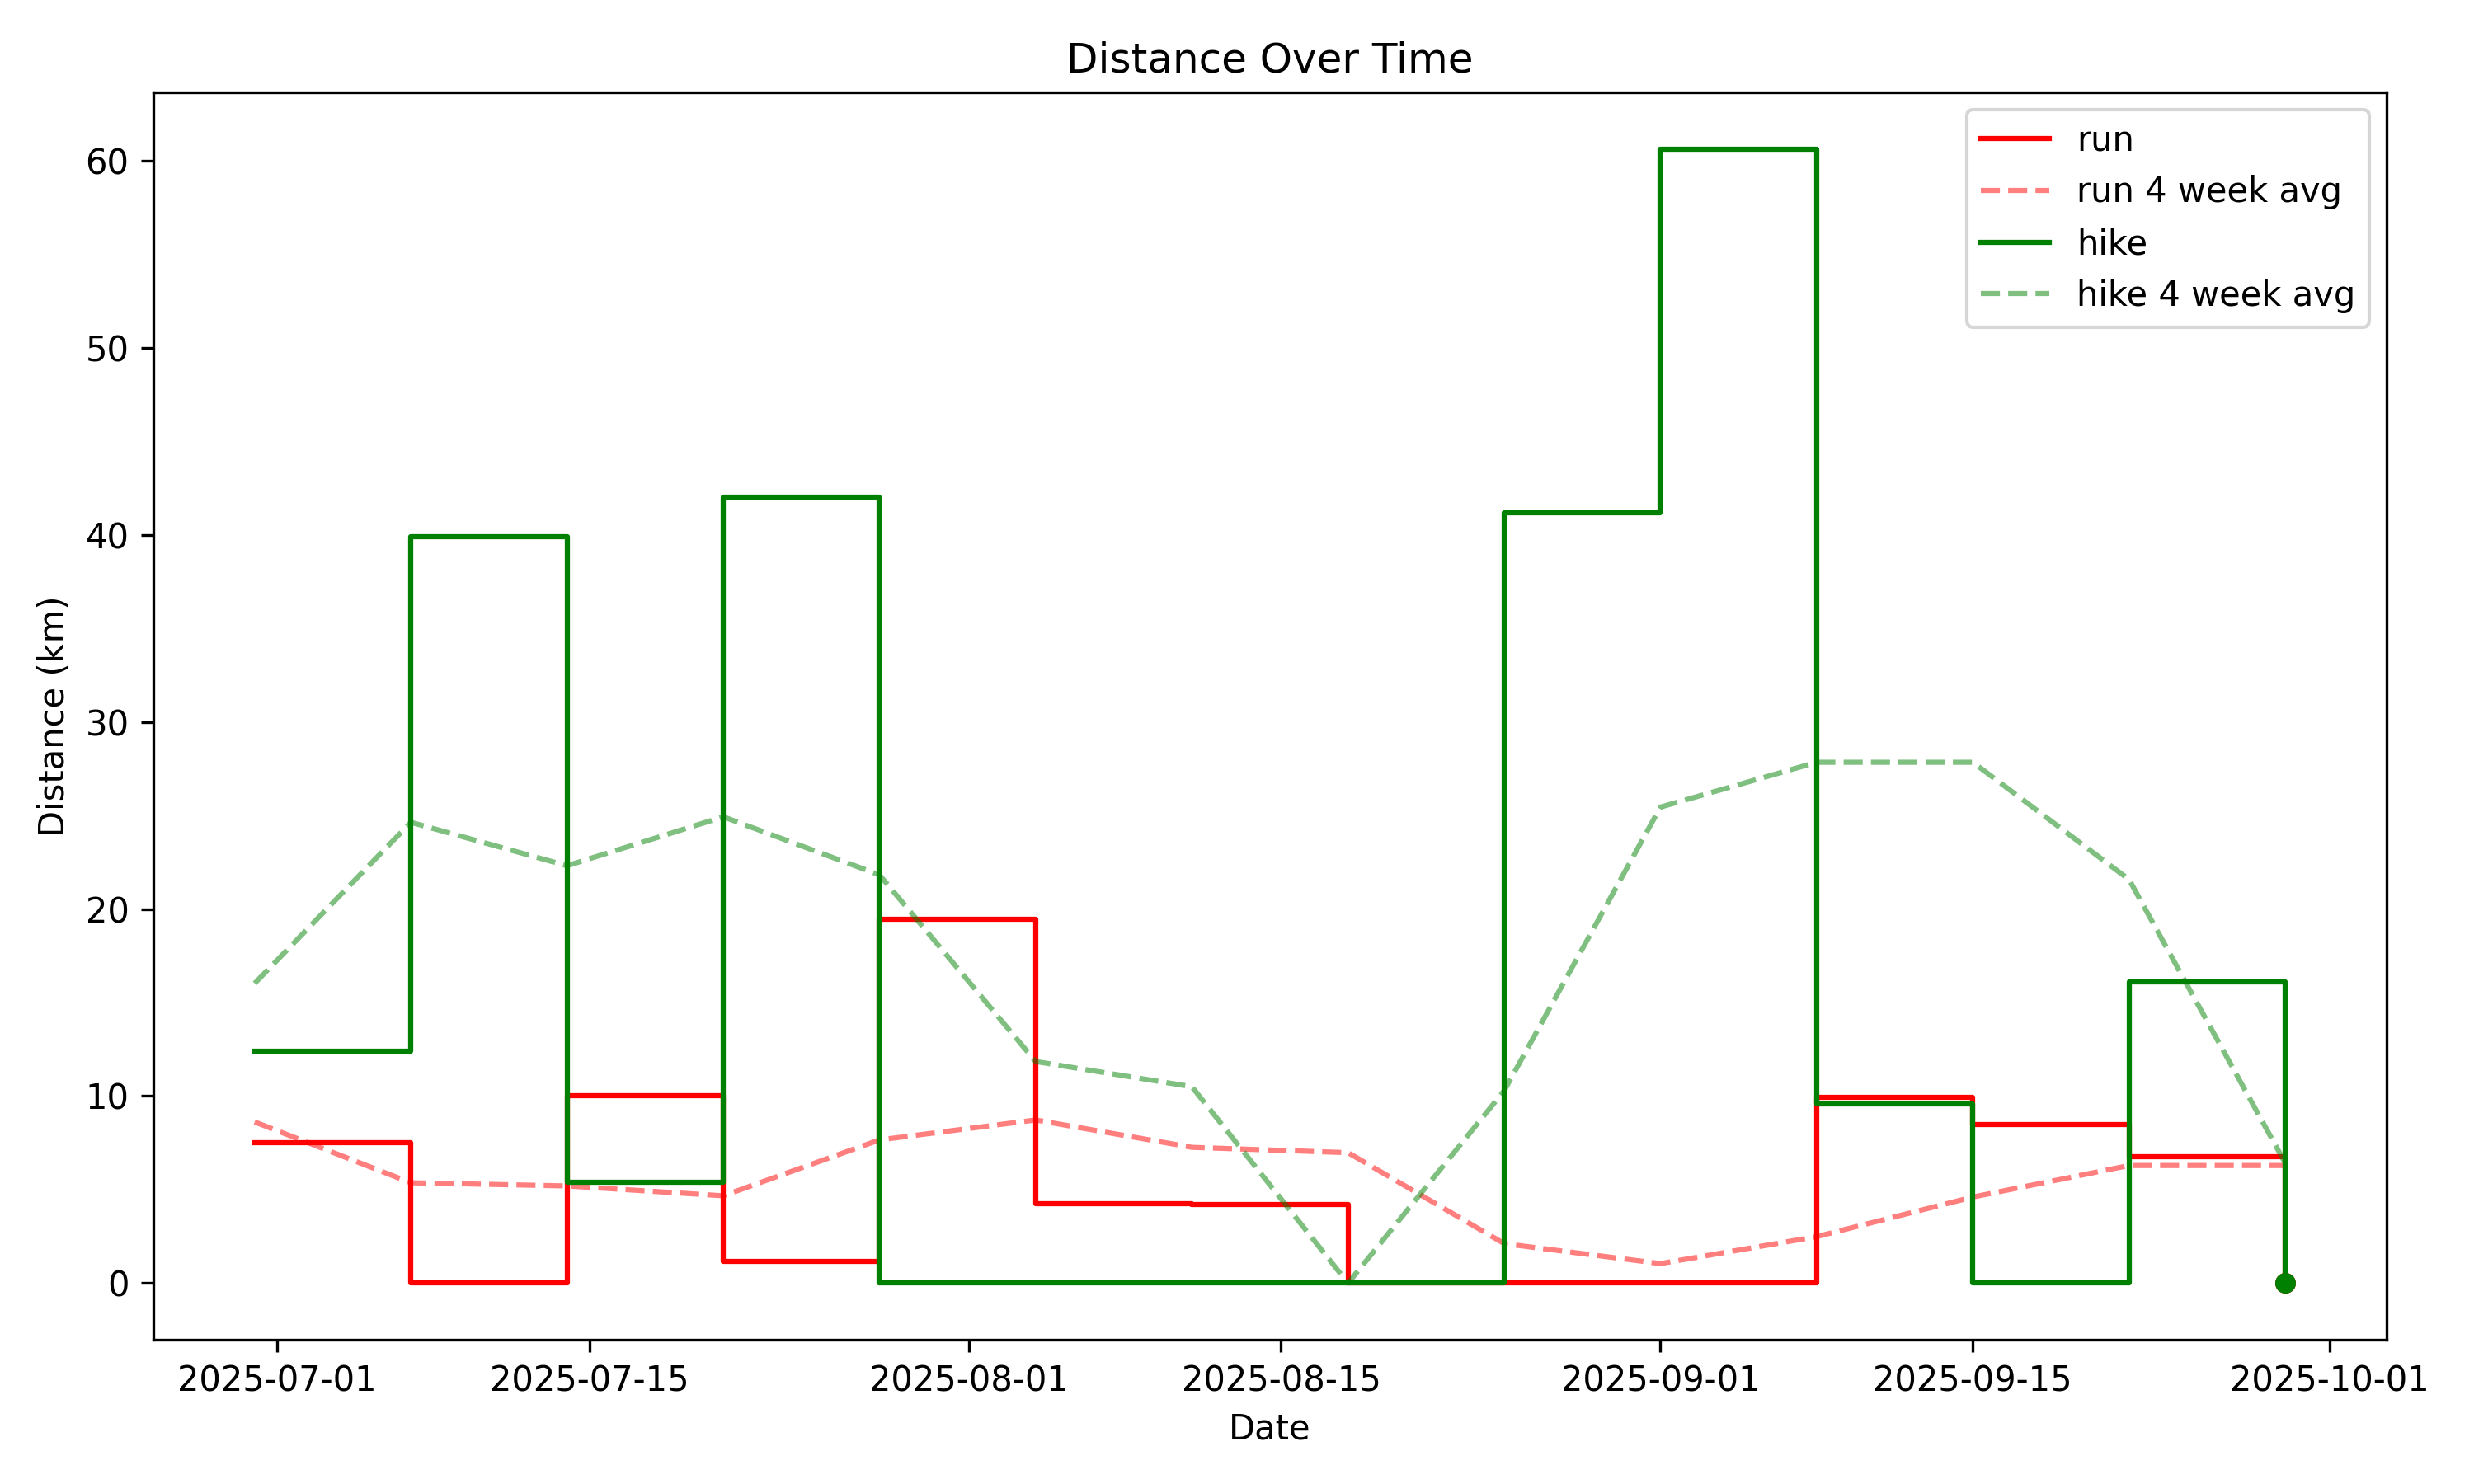 Distance Over Time
run
run 4 week avg
hike
hike 4 week avg
60
50
40
30
20
10
0
Distance (km)
2025-07-01
2025-07-15
2025-08-01
2025-08-15
2025-09-01
2025-09-15
2025-10-01
Date